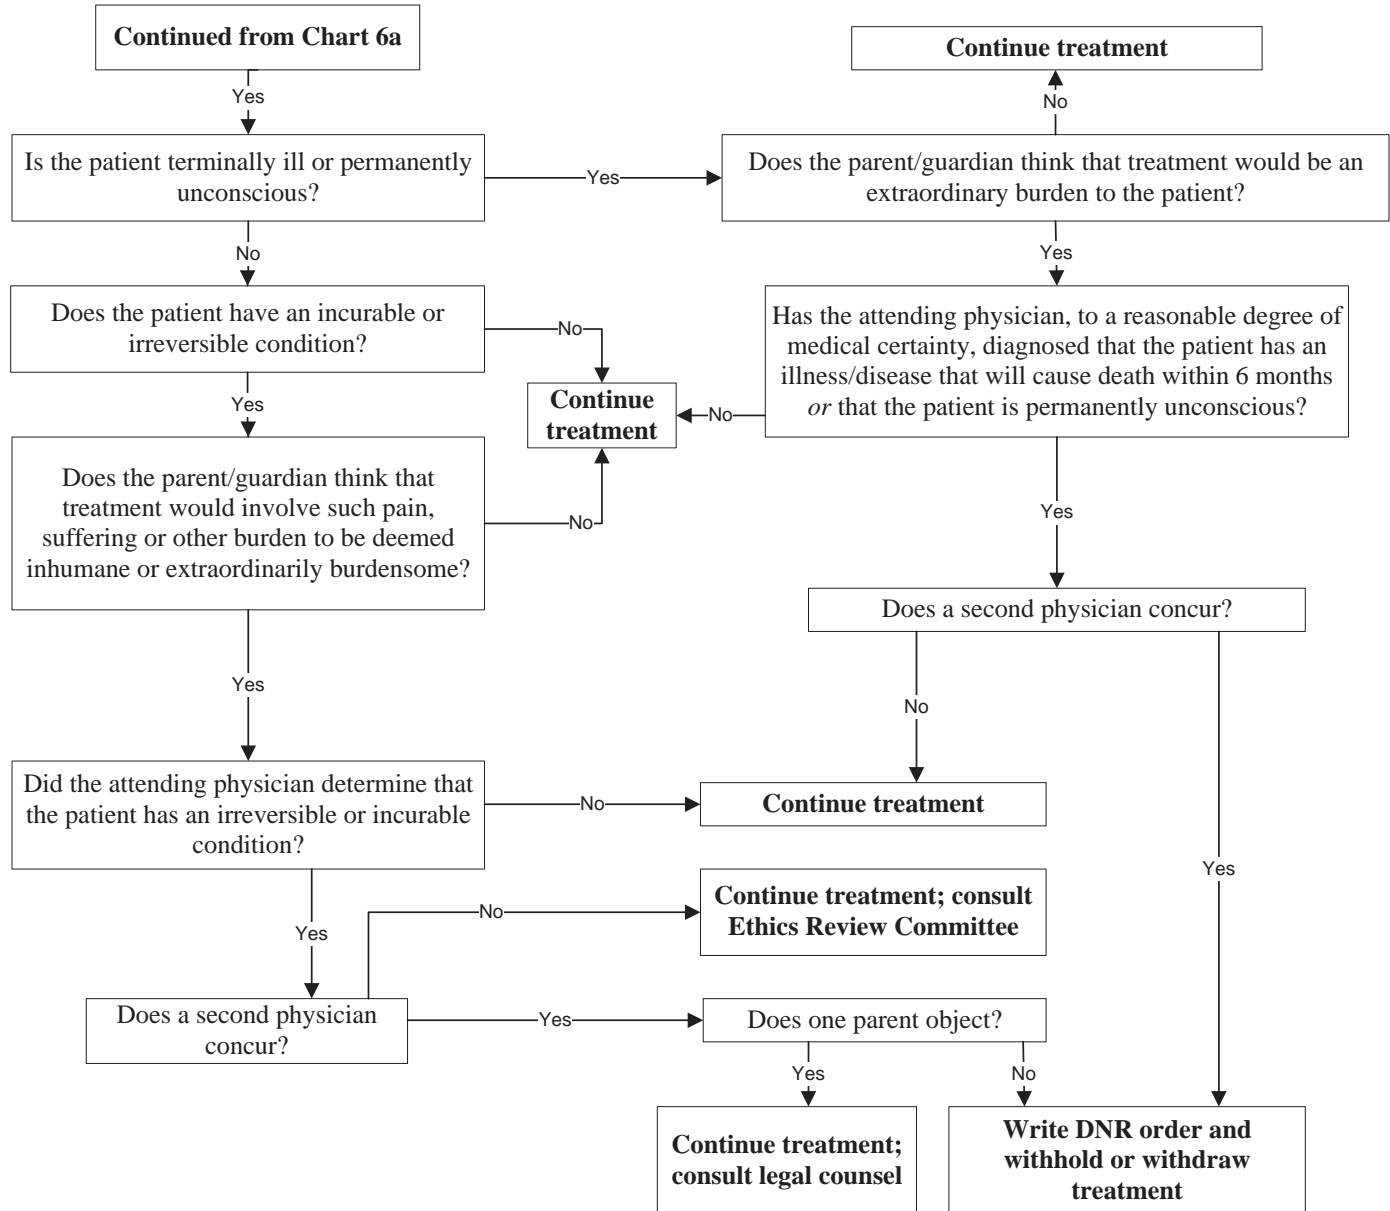 Continued from Chart 6a
Continue treatment
Yes
No
Is the patient terminally ill or permanently
unconscious?
Yes
Does the parent/guardian think that treatment would be an
extraordinary burden to the patient?
No
Yes
Does the patient have an incurable or
irreversible condition?
No
Has the attending physician, to a reasonable degree of
medical certainty, diagnosed that the patient has an
illness/disease that will cause death within 6 months
or that the patient is permanently unconscious?
Continue
treatment
No
Yes
Does the parent/guardian think that
treatment would involve such pain,
suffering or other burden to be deemed
inhumane or extraordinarily burdensome?
No
Yes
Does a second physician concur?
Yes
No
Did the attending physician determine that
the patient has an irreversible or incurable
condition?
No
Continue treatment
Yes
Continue treatment; consult
Ethics Review Committee
No
Yes
Does a second physician
concur?
Yes
Does one parent object?
Yes
No
Continue treatment;
consult legal counsel
Write DNR order and
withhold or withdraw
treatment